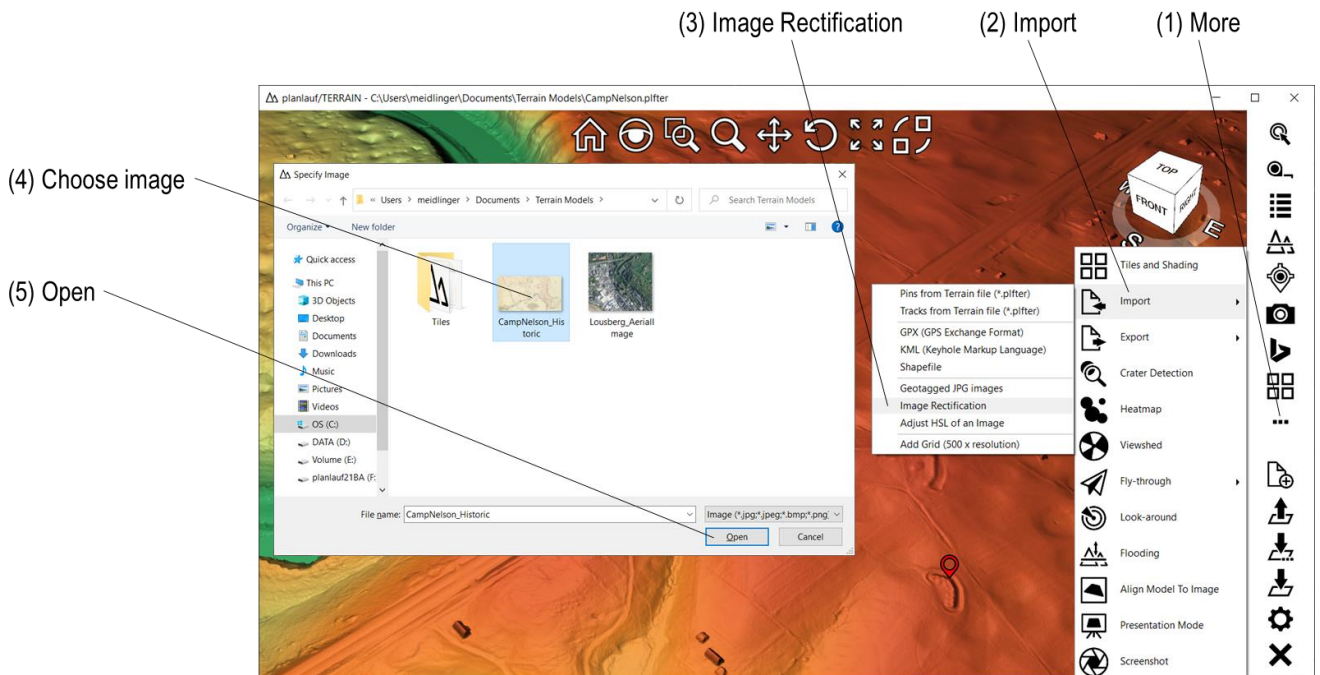 (3) Image Rectification
(2) Import
(1) More
planlauf/TERRAIN - C:\Users\meidlinger\Documents\Terrain Models\CampNelson.plfter
(4) Choose image
(5) Open
Specify Image
« Users > meidlinger > Documents > Terrain Models >
Search Terrain Models
Organize
New folder
Quick access
This PC
3D Objects
Desktop
Documents
Downloads
Music
Pictures
Videos
OS (C:)
DATA (D:)
Volume (E:)
planlauf21BA (F:
Tiles
CampNelson_His
toric
Lousberg_AerialI
mage
File name:
CampNelson_Historic
Image (*.jpg;*.jpeg;*.bmp;*.png)
Open
Cancel
TOP
FRONT
RIGHT
W
S
E
Tiles and Shading
Import
Export
Crater Detection
Heatmap
Viewshed
Fly-through
Look-around
Flooding
Align Model To Image
Presentation Mode
Screenshot
Pins from Terrain file (*.plfter)
Tracks from Terrain file (*.plfter)
GPX (GPS Exchange Format)
KML (Keyhole Markup Language)
Shapefile
Geotagged JPG images
Image Rectification
Adjust HSL of an Image
Add Grid (500 x resolution)